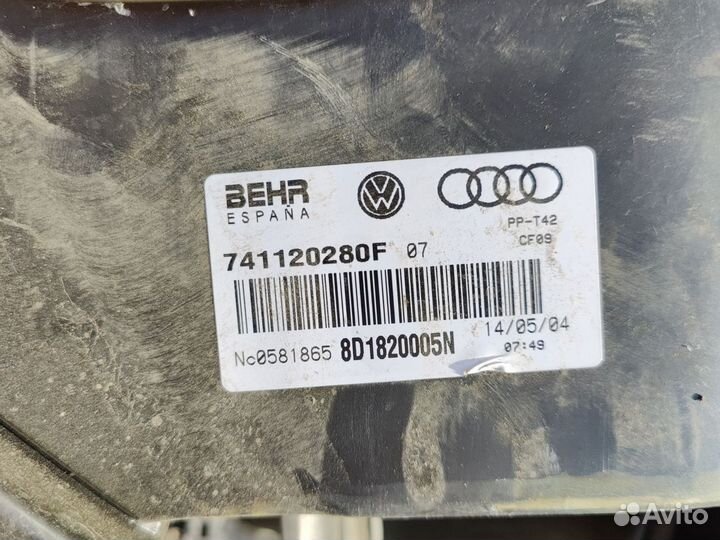 BEHR
ESPAÑA
PP-T42
CF09
741120280F 07
14/05/04
07:49
No0581865 8D1820005N
Avito